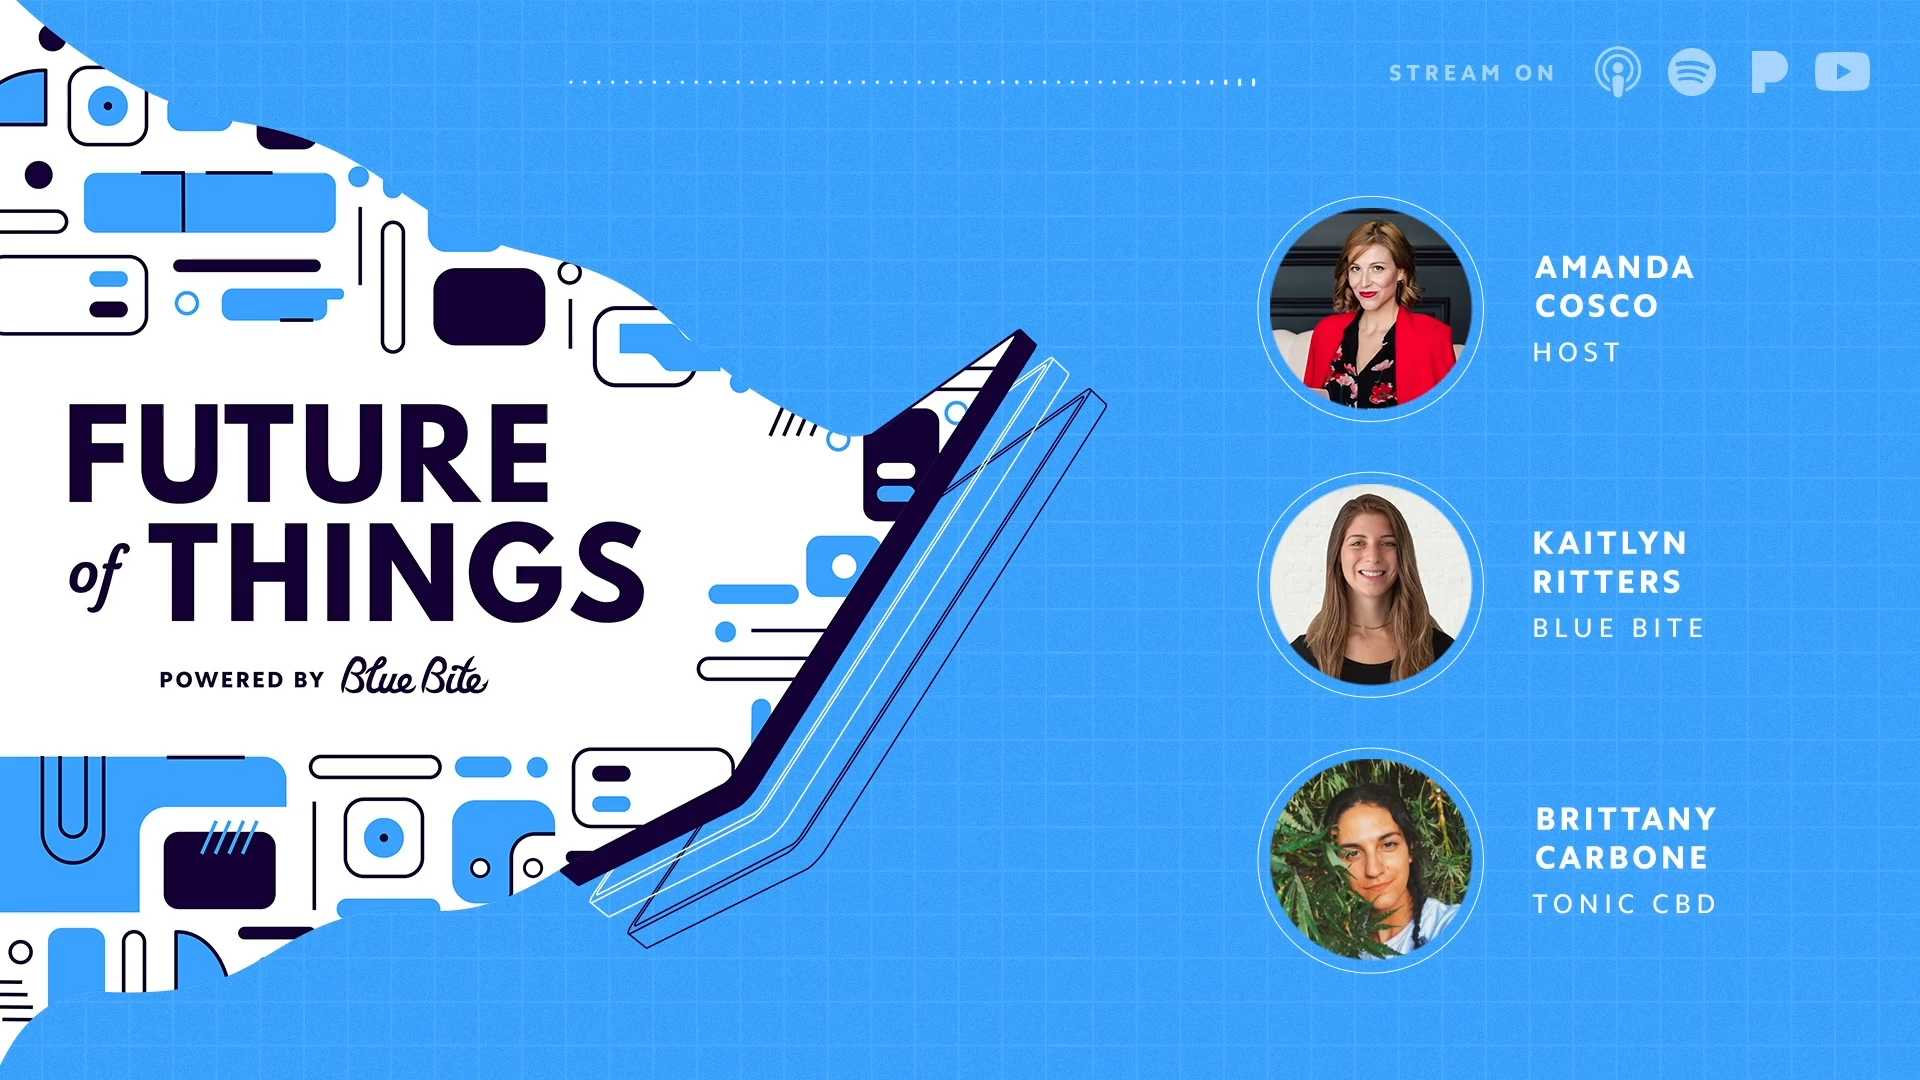 STREAM ON
FUTURE
of THINGS
POWERED BY Blue Bite
AMANDA
COSCO
HOST
KAITLYN
RITTERS
BLUE BITE
BRITTANY
CARBONE
TONIC CBD